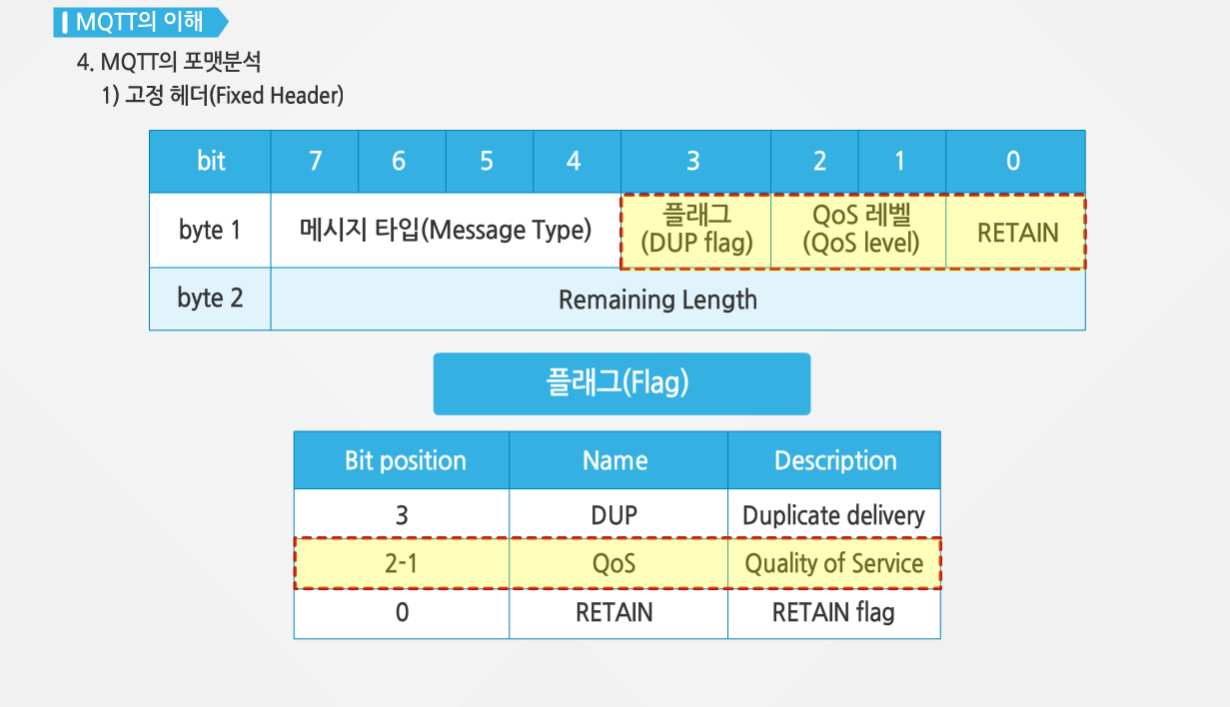 MQTT의 이해
4. MQTT의 포맷분석
1) 고정 헤더(Fixed Header)
bit 7 6 5 4 3 2 1 0
byte 1 메시지 타입(Message Type) 플래그 (DUP flag) QoS 레벨 (QoS level) RETAIN
byte 2 Remaining Length
플래그(Flag)
Bit position Name Description
3 DUP Duplicate delivery
2-1 QoS Quality of Service
0 RETAIN RETAIN flag